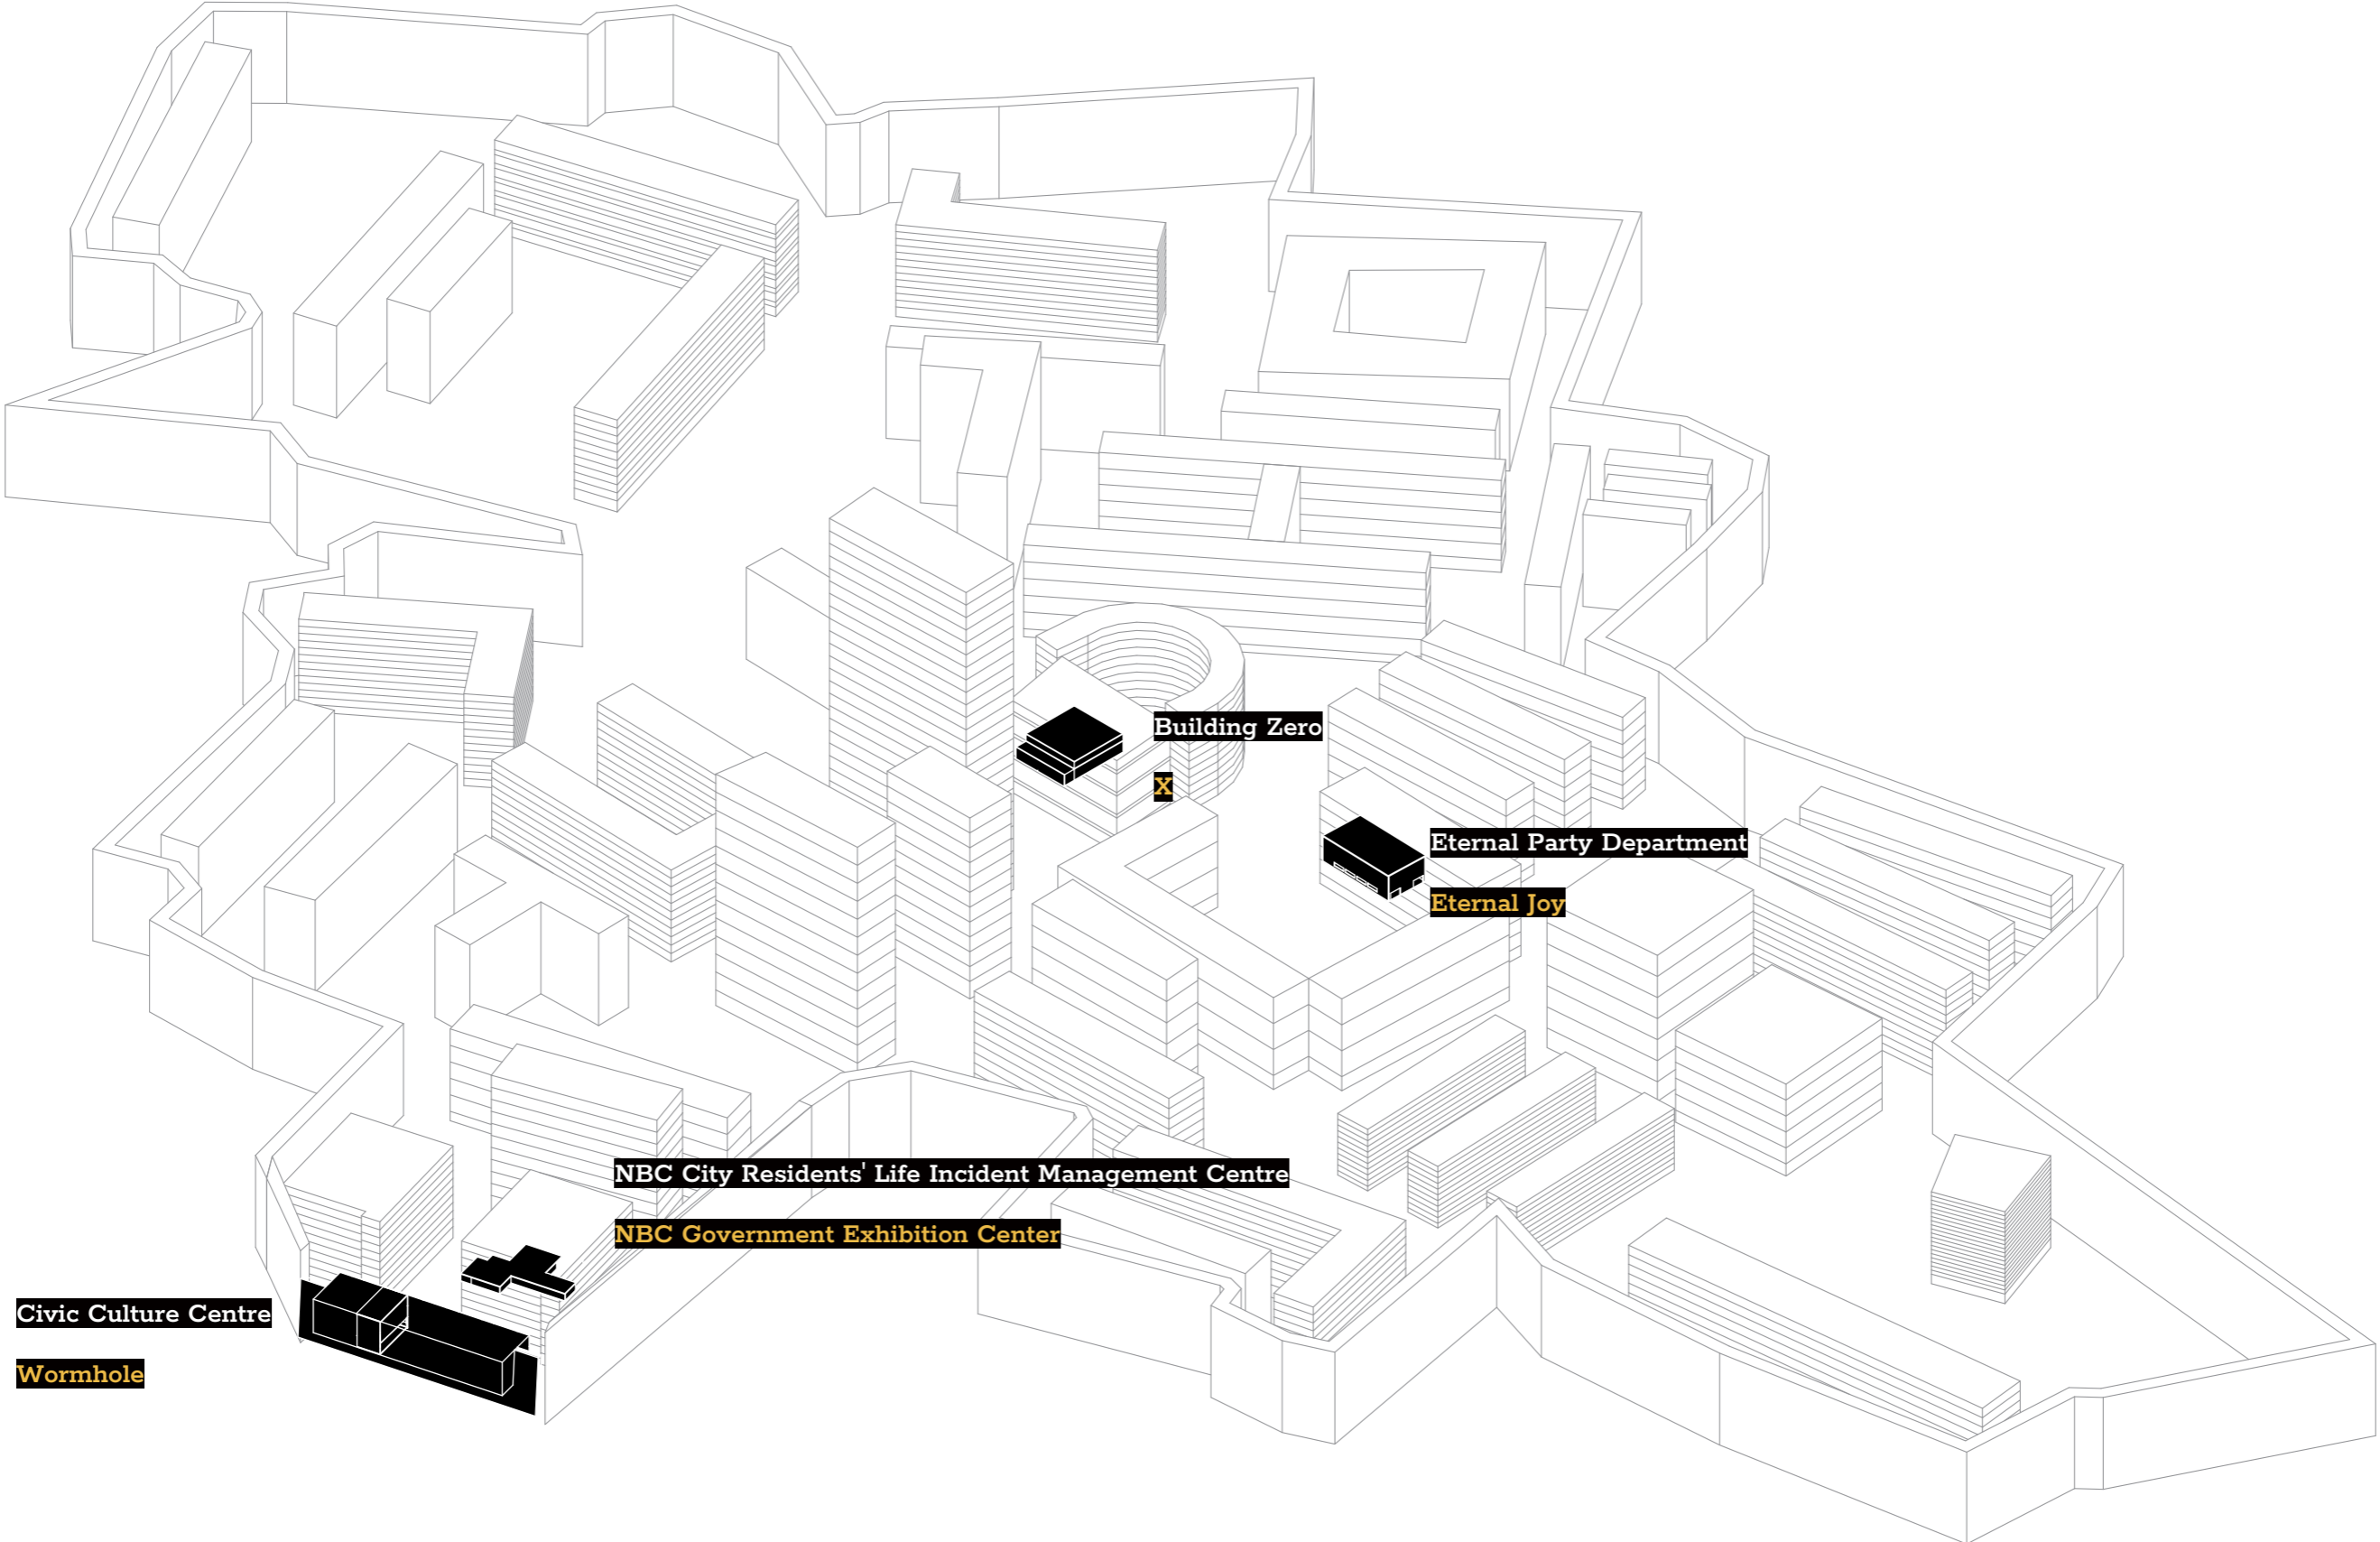 Building Zero
X
Eternal Party Department
Eternal Joy
NBC City Residents' Life Incident Management Centre
NBC Government Exhibition Center
Civic Culture Centre
Wormhole